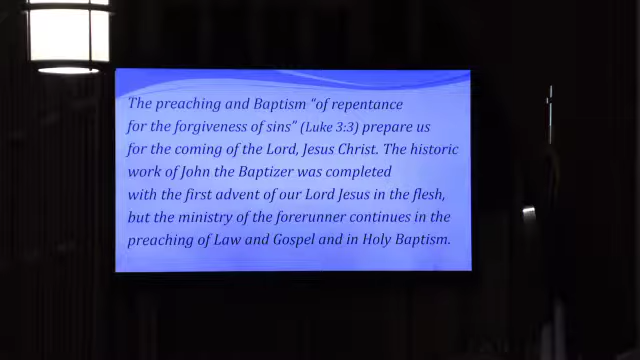 The preaching and Baptism “of repentance
for the forgiveness of sins” (Luke 3:3) prepare us
for the coming of the Lord, Jesus Christ. The historic
work of John the Baptizer was completed
with the first advent of our Lord Jesus in the flesh,
but the ministry of the forerunner continues in the
preaching of Law and Gospel and in Holy Baptism.